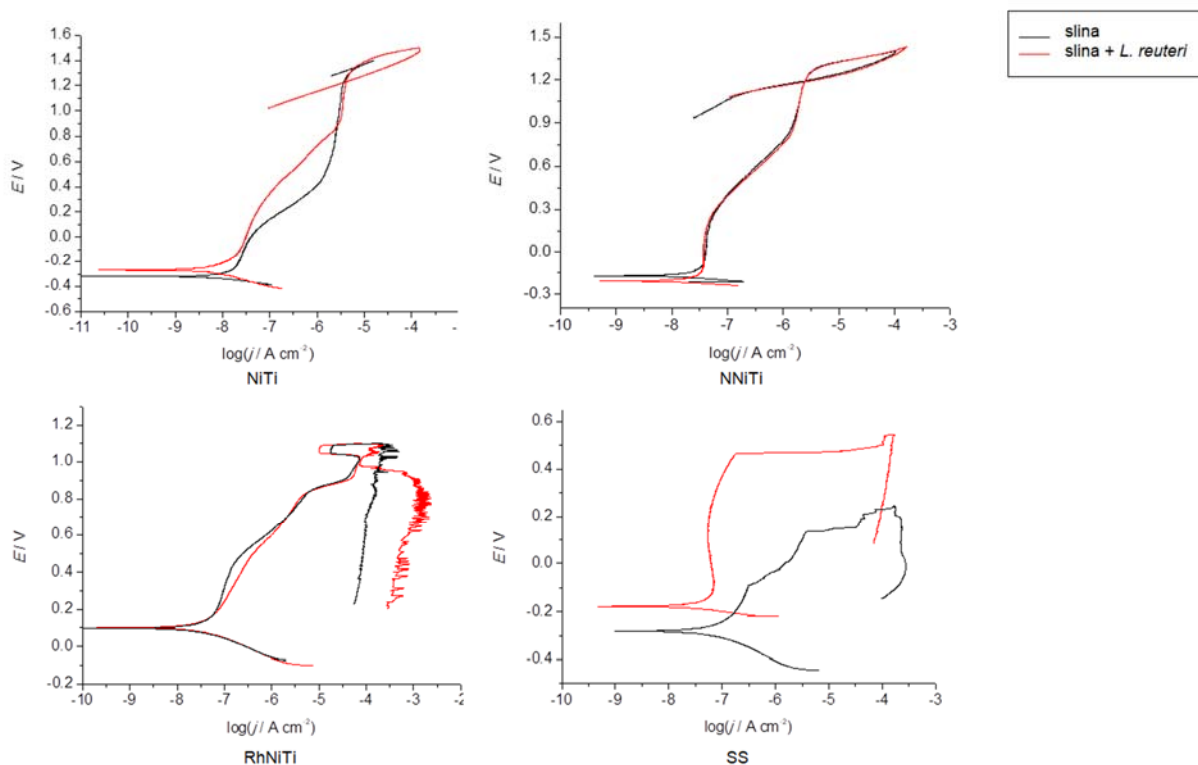 slina
slina + L. reuteri
1.6
1.4
1.2
1.0
0.8
0.6
0.4
0.2
0.0
-0.2
-0.4
-0.6
E / V
-11 -10 -9 -8 -7 -6 -5 -4 -
log(j / A cm-2)
NiTi
1.5
1.2
0.9
0.6
0.3
0.0
-0.3
E / V
-10 -9 -8 -7 -6 -5 -4 -3
log(j / A cm-2)
NNiTi
1.2
1.0
0.8
0.6
0.4
0.2
0.0
-0.2
E / V
-10 -9 -8 -7 -6 -5 -4 -3 -2
log(j / A cm-2)
RhNiTi
0.6
0.4
0.2
0.0
-0.2
-0.4
E / V
-10 -9 -8 -7 -6 -5 -4 -3
log(j / A cm-2)
SS